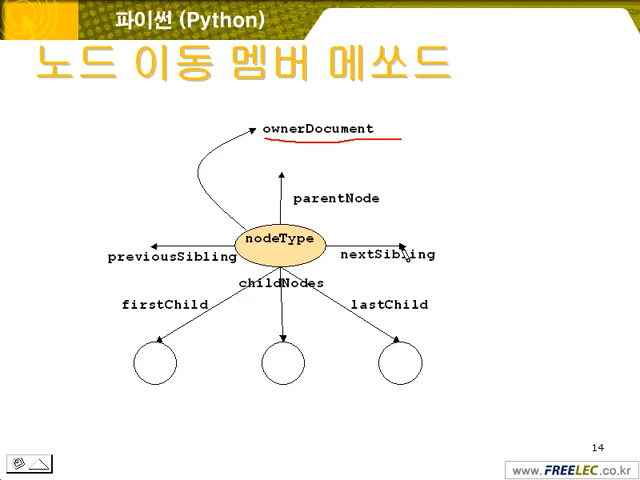 파이썬 (Python)
노드 이동 멤버 메쏘드
ownerDocument
parentNode
nodeType
previousSibling
nextSibling
childNodes
firstChild
lastChild
14
www.FREELEC.co.kr